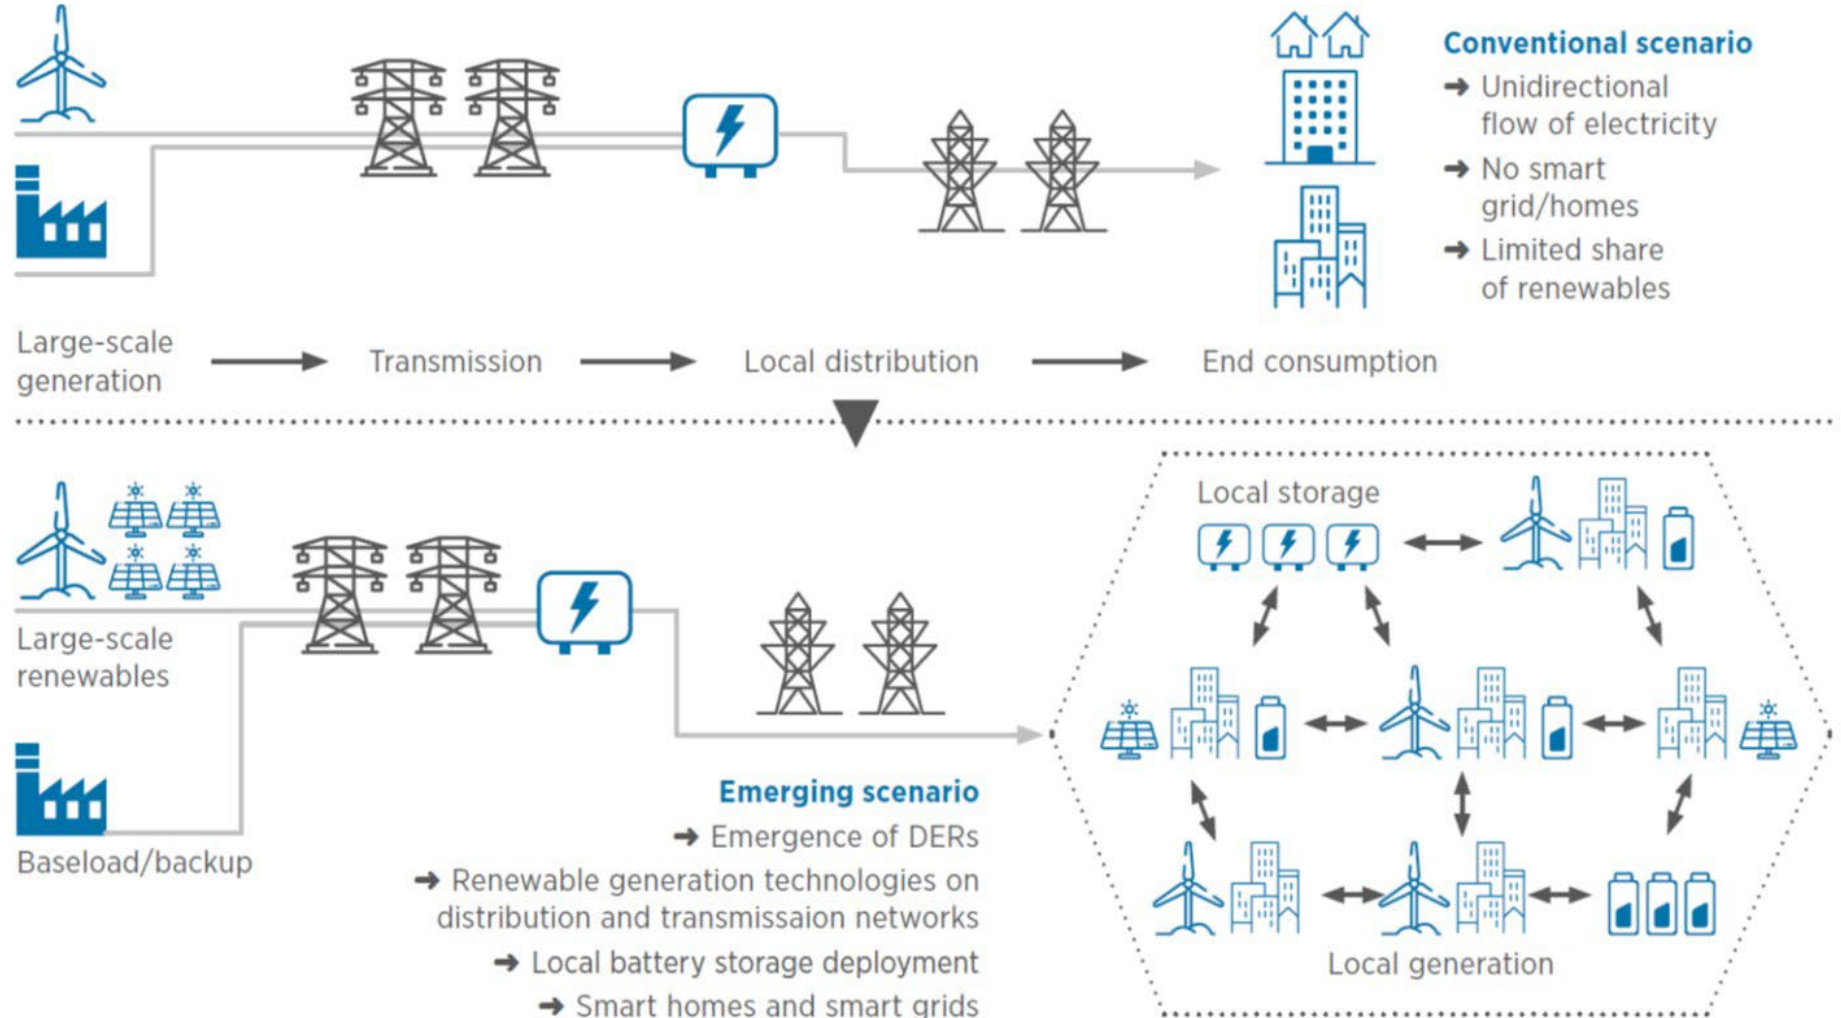 Conventional scenario
➜ Unidirectional
flow of electricity
➜ No smart
grid/homes
➜ Limited share
of renewables
Large-scale
generation
Transmission
Local distribution
End consumption
Large-scale
renewables
Baseload/backup
Emerging scenario
➜ Emergence of DERs
➜ Renewable generation technologies on
distribution and transmissaion networks
➜ Local battery storage deployment
➜ Smart homes and smart grids
Local storage
Local generation